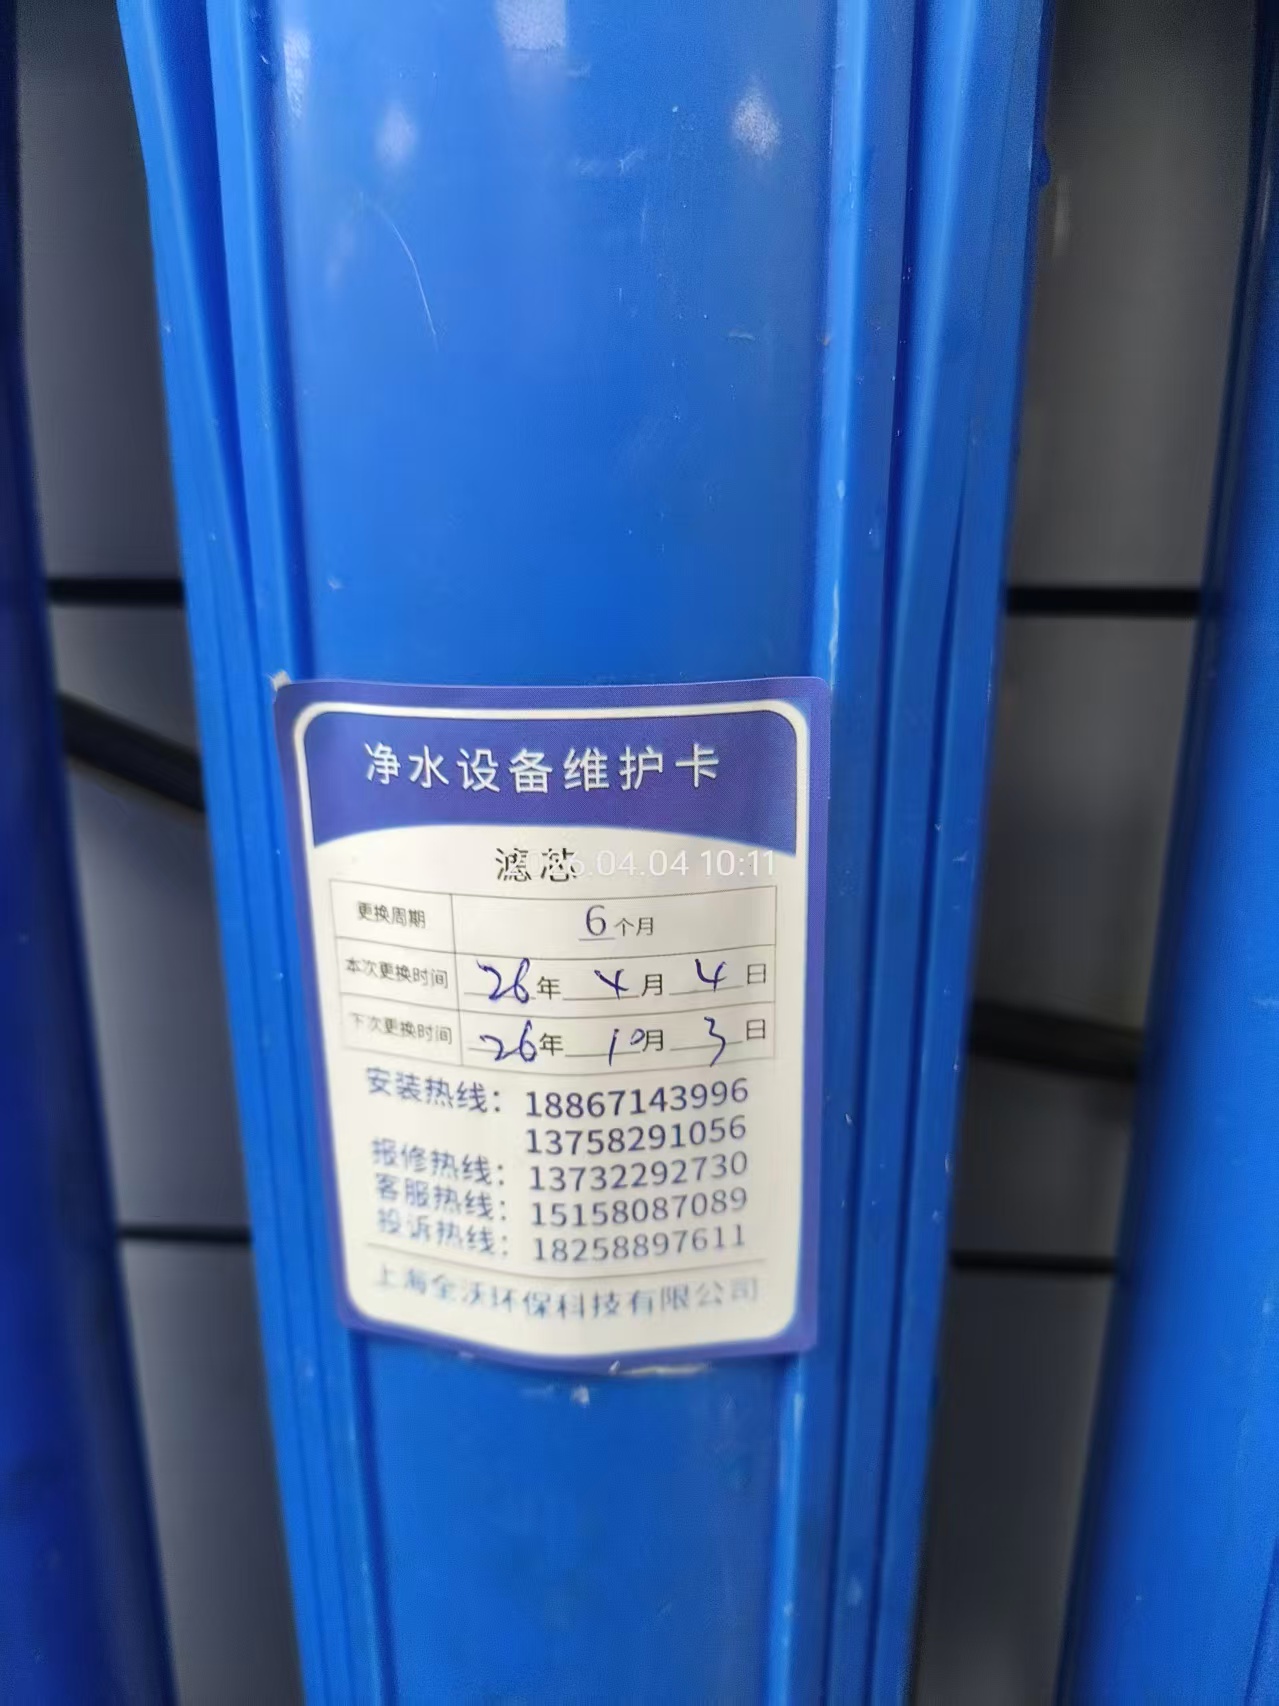 净水设备维护卡
滤芯
2026.04.04 10:11
更换周期 6个月
本次更换时间 26年 4月 4日
下次更换时间 26年 10月 3日
安装热线：18867143996
13758291056
报修热线：13732292730
客服热线：15158087089
投诉热线：18258897611
上海全沃环保科技有限公司